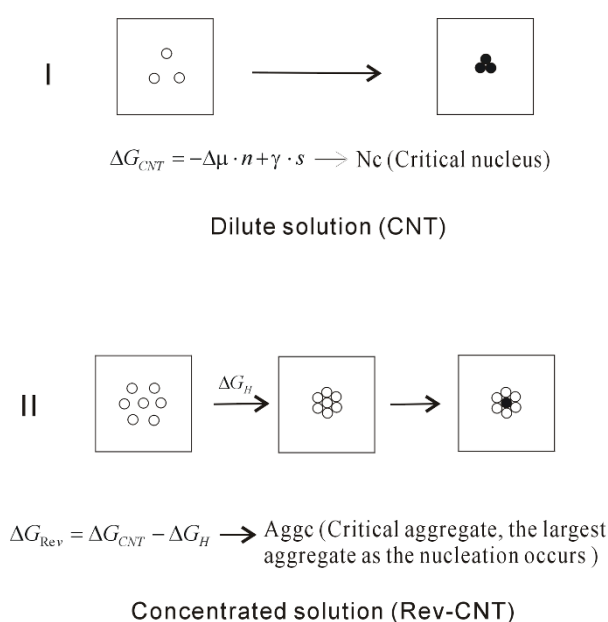 I
ΔG_CNT = −Δμ · n + γ · s → Nc (Critical nucleus)
Dilute solution (CNT)
II
ΔG_H
ΔG_Rev = ΔG_CNT − ΔG_H → Aggc (Critical aggregate, the largest
aggregate as the nucleation occurs )
Concentrated solution (Rev-CNT)